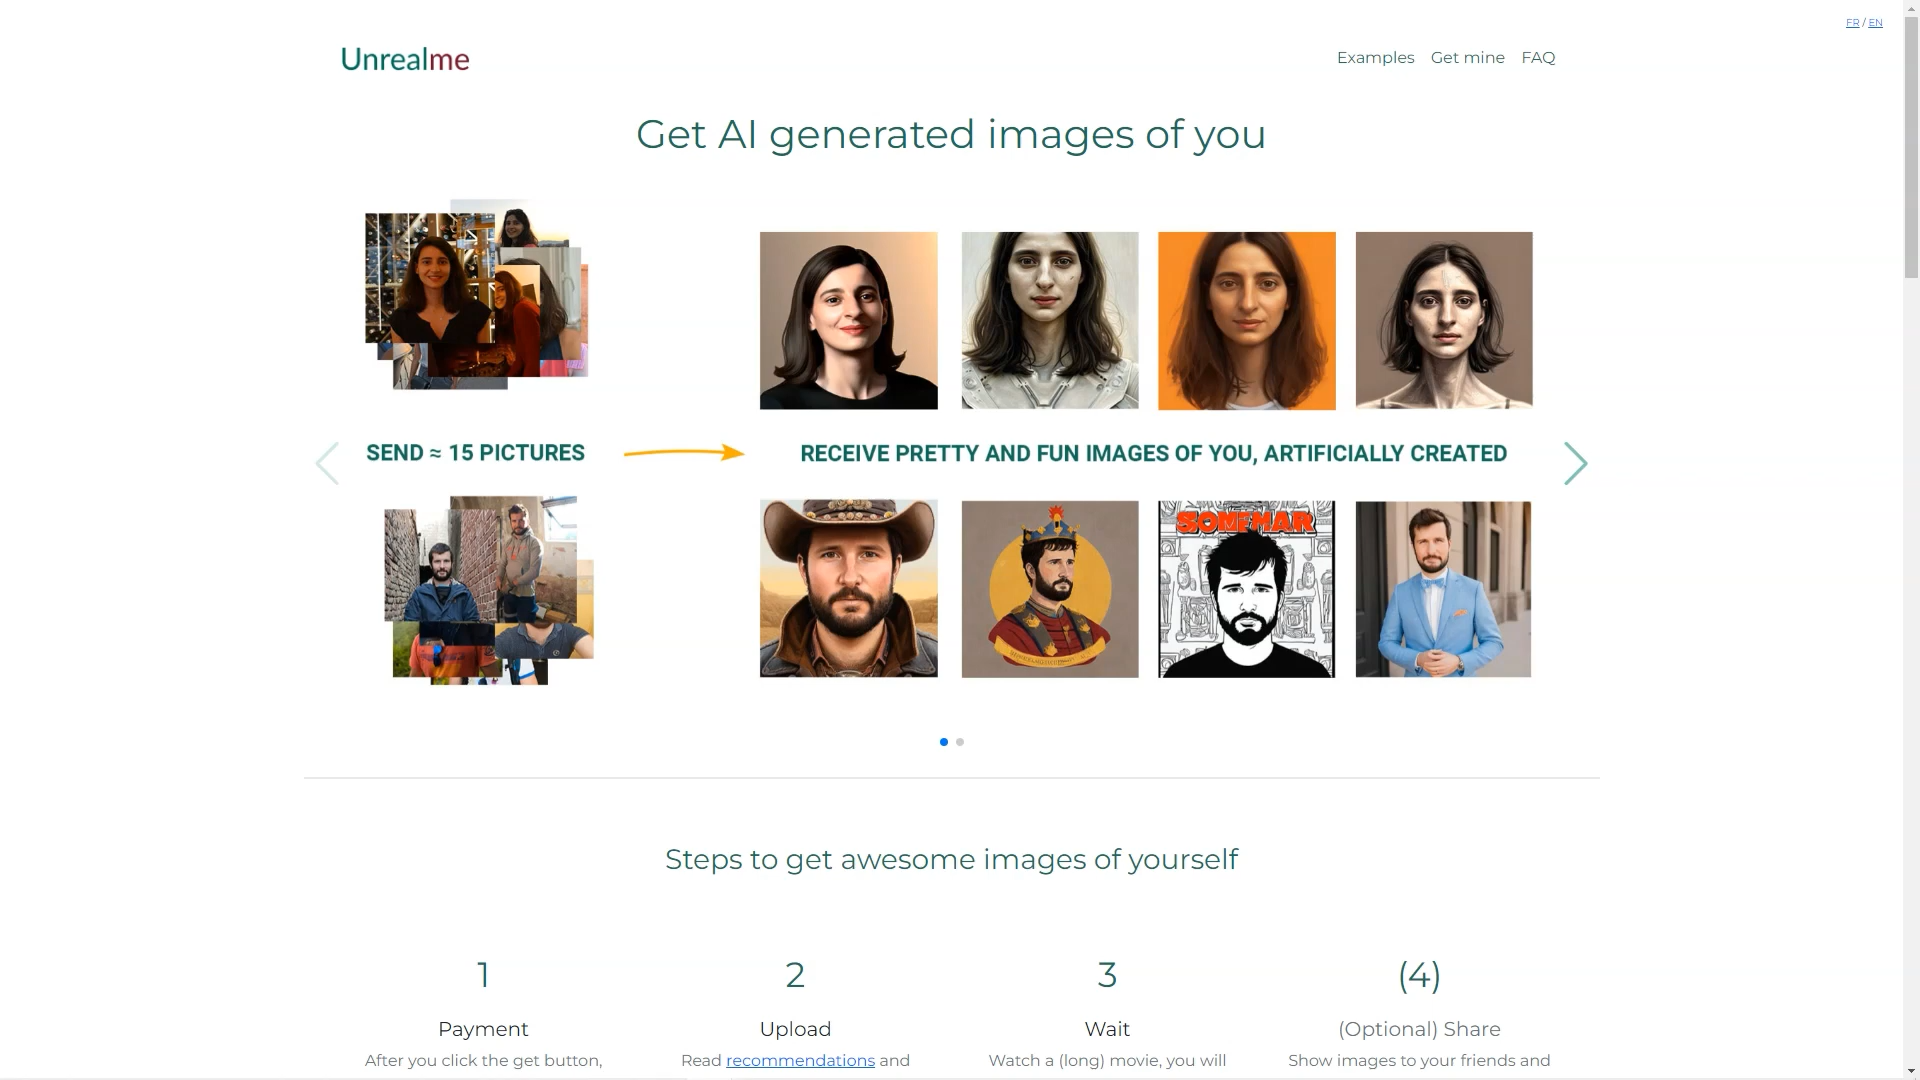 FR / EN
Unrealme
Examples Get mine FAQ
Get AI generated images of you
SEND ≈ 15 PICTURES
RECEIVE PRETTY AND FUN IMAGES OF YOU, ARTIFICIALLY CREATED
SOMEMAR
Steps to get awesome images of yourself
1
Payment
After you click the get button,
2
Upload
Read recommendations and
3
Wait
Watch a (long) movie, you will
(4)
(Optional) Share
Show images to your friends and